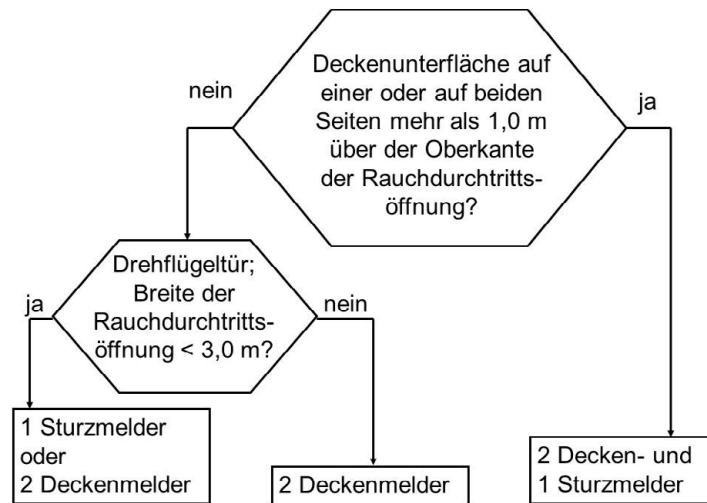 Deckenunterfläche auf
einer oder auf beiden
Seiten mehr als 1,0 m
über der Oberkante
der Rauchdurchtritts-
öffnung?
nein
ja
Drehflügeltür;
Breite der
Rauchdurchtritts-
öffnung < 3,0 m?
ja
nein
1 Sturzmelder
oder
2 Deckenmelder
2 Deckenmelder
2 Decken- und
1 Sturzmelder